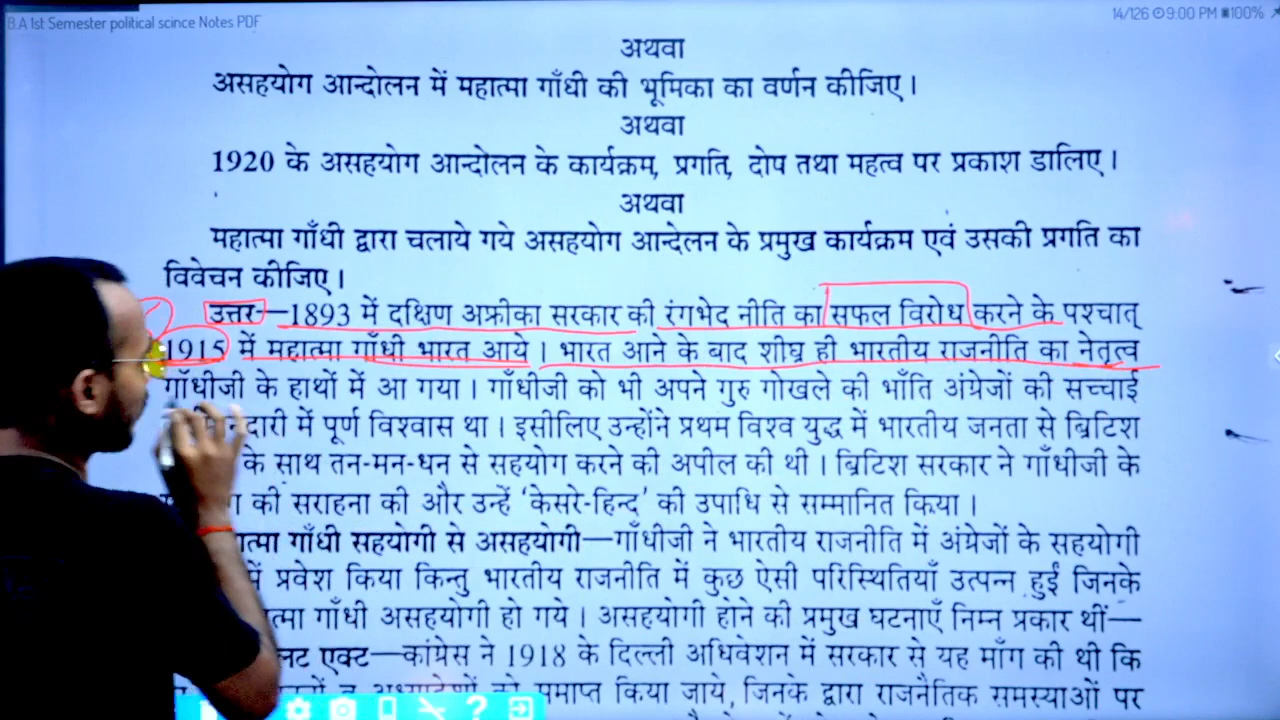 B.A 1st Semester political scince Notes PDF
14/126 9:00 PM 100%
अथवा
असहयोग आन्दोलन में महात्मा गाँधी की भूमिका का वर्णन कीजिए।
अथवा
1920 के असहयोग आन्दोलन के कार्यक्रम, प्रगति, दोष तथा महत्व पर प्रकाश डालिए।
अथवा
महात्मा गाँधी द्वारा चलाये गये असहयोग आन्देलन के प्रमुख कार्यक्रम एवं उसकी प्रगति का
विवेचन कीजिए।
उत्तर—1893 में दक्षिण अफ्रीका सरकार की रंगभेद नीति का सफल विरोध करने के पश्चात्
1915 में महात्मा गाँधी भारत आये। भारत आने के बाद शीघ्र ही भारतीय राजनीति का नेतृत्व
गाँधीजी के हाथों में आ गया। गाँधीजी को भी अपने गुरु गोखले की भाँति अंग्रेजों की सच्चाई
में पूर्ण विश्वास था। इसीलिए उन्होंने प्रथम विश्व युद्ध में भारतीय जनता से ब्रिटिश
के साथ तन-मन-धन से सहयोग करने की अपील की थी। ब्रिटिश सरकार ने गाँधीजी के
की सराहना की और उन्हें ‘केसरे-हिन्द’ की उपाधि से सम्मानित किया।
गाँधी सहयोगी से असहयोगी—गाँधीजी ने भारतीय राजनीति में अंग्रेजों के सहयोगी
प्रवेश किया किन्तु भारतीय राजनीति में कुछ ऐसी परिस्थितियाँ उत्पन्न हुईं जिनके
गाँधी असहयोगी हो गये। असहयोगी होने की प्रमुख घटनाएँ निम्न प्रकार थीं—
एक्ट—कांग्रेस ने 1918 के दिल्ली अधिवेशन में सरकार से यह माँग की थी कि
समाप्त किया जाये, जिनके द्वारा राजनैतिक समस्याओं पर